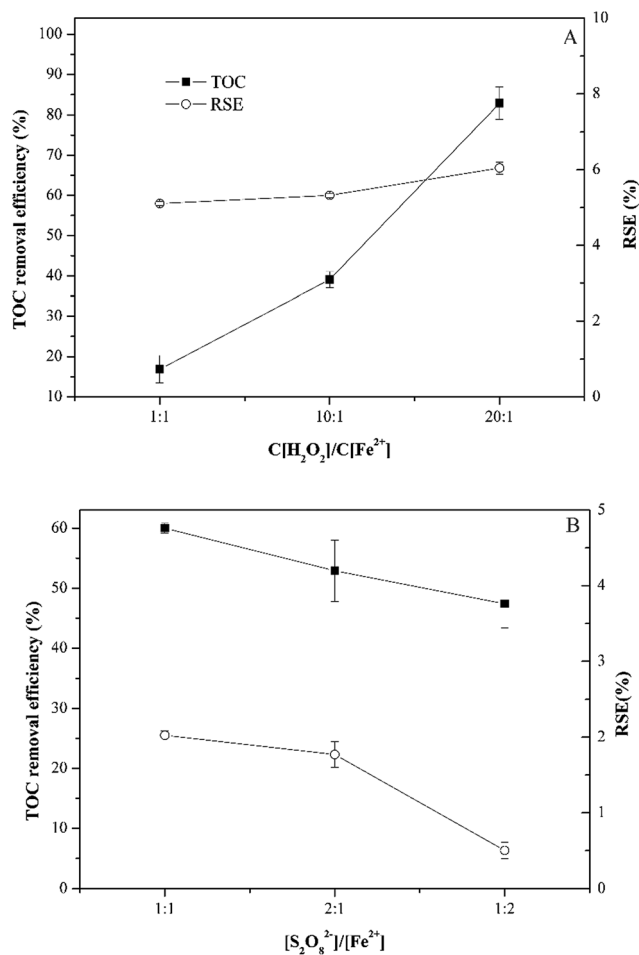 A
TOC
RSE
100
90
80
70
60
50
40
30
20
10
TOC removal efficiency (%)
10
8
6
4
2
0
RSE (%)
1:1 10:1 20:1
C[H₂O₂]/C[Fe²⁺]
B
60
50
40
30
20
10
0
TOC removal efficiency (%)
5
4
3
2
1
0
RSE(%)
1:1 2:1 1:2
[S₂O₈²⁻]/[Fe²⁺]